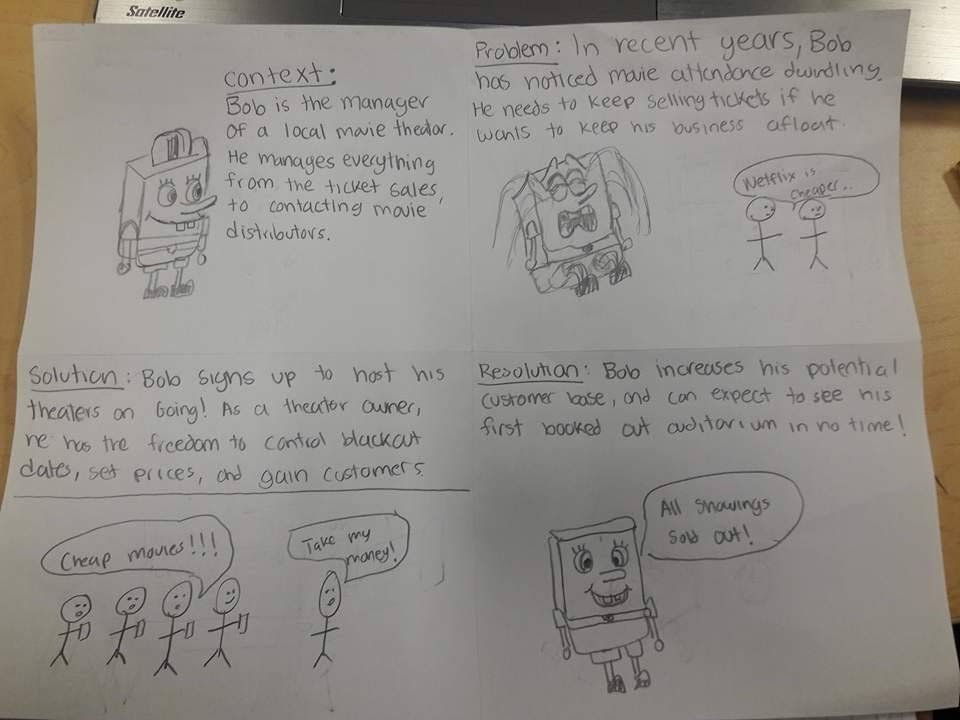 Satellite
Context:
Bob is the manager
of a local movie theator.
He manages everything
from the ticket sales,
to contacting movie
distributors.
Problem: In recent years, Bob
has noticed movie attendance dwindling.
He needs to keep selling tickets if he
wants to keep his business afloat.
Netflix is
cheaper...
Solution: Bob signs up to host his
theaters on Going! As a theator owner,
he has the freedom to control blackout
dates, set prices, and gain customers.
Cheap movies!!!
Take my
money!
Resolution: Bob increases his potential
customer base, and can expect to see his
first booked out auditorium in no time!
All showings
sold out!